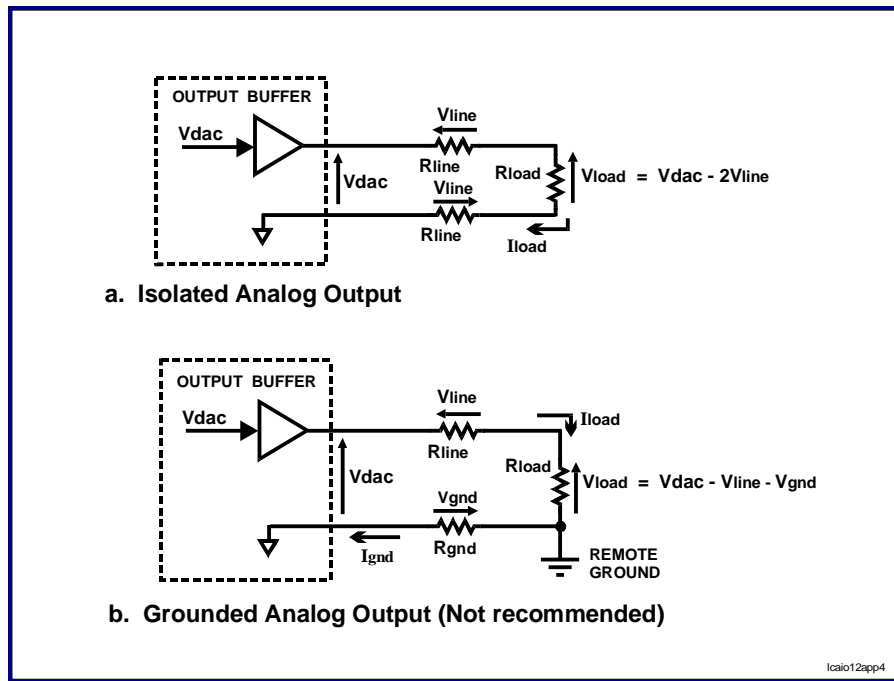 OUTPUT BUFFER
Vdac
Vline
Rline
Vdac
Vline
Rline
Rload
Vload = Vdac - 2Vline
Iload
a. Isolated Analog Output
OUTPUT BUFFER
Vdac
Vline
Rline
Iload
Rload
Vdac
Vload = Vdac - Vline - Vgnd
Vgnd
Rgnd
Ignd
REMOTE
GROUND
b. Grounded Analog Output (Not recommended)
lcaio12app4